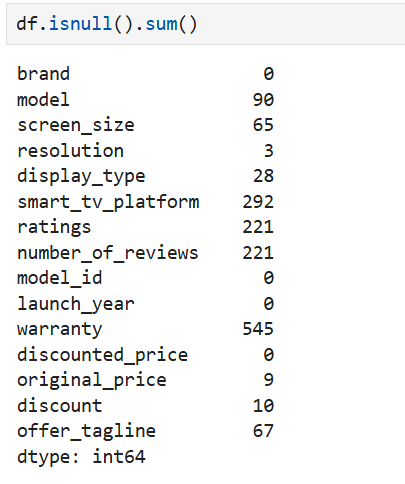 df.isnull().sum()
brand 0
model 90
screen_size 65
resolution 3
display_type 28
smart_tv_platform 292
ratings 221
number_of_reviews 221
model_id 0
launch_year 0
warranty 545
discounted_price 0
original_price 9
discount 10
offer_tagline 67
dtype: int64